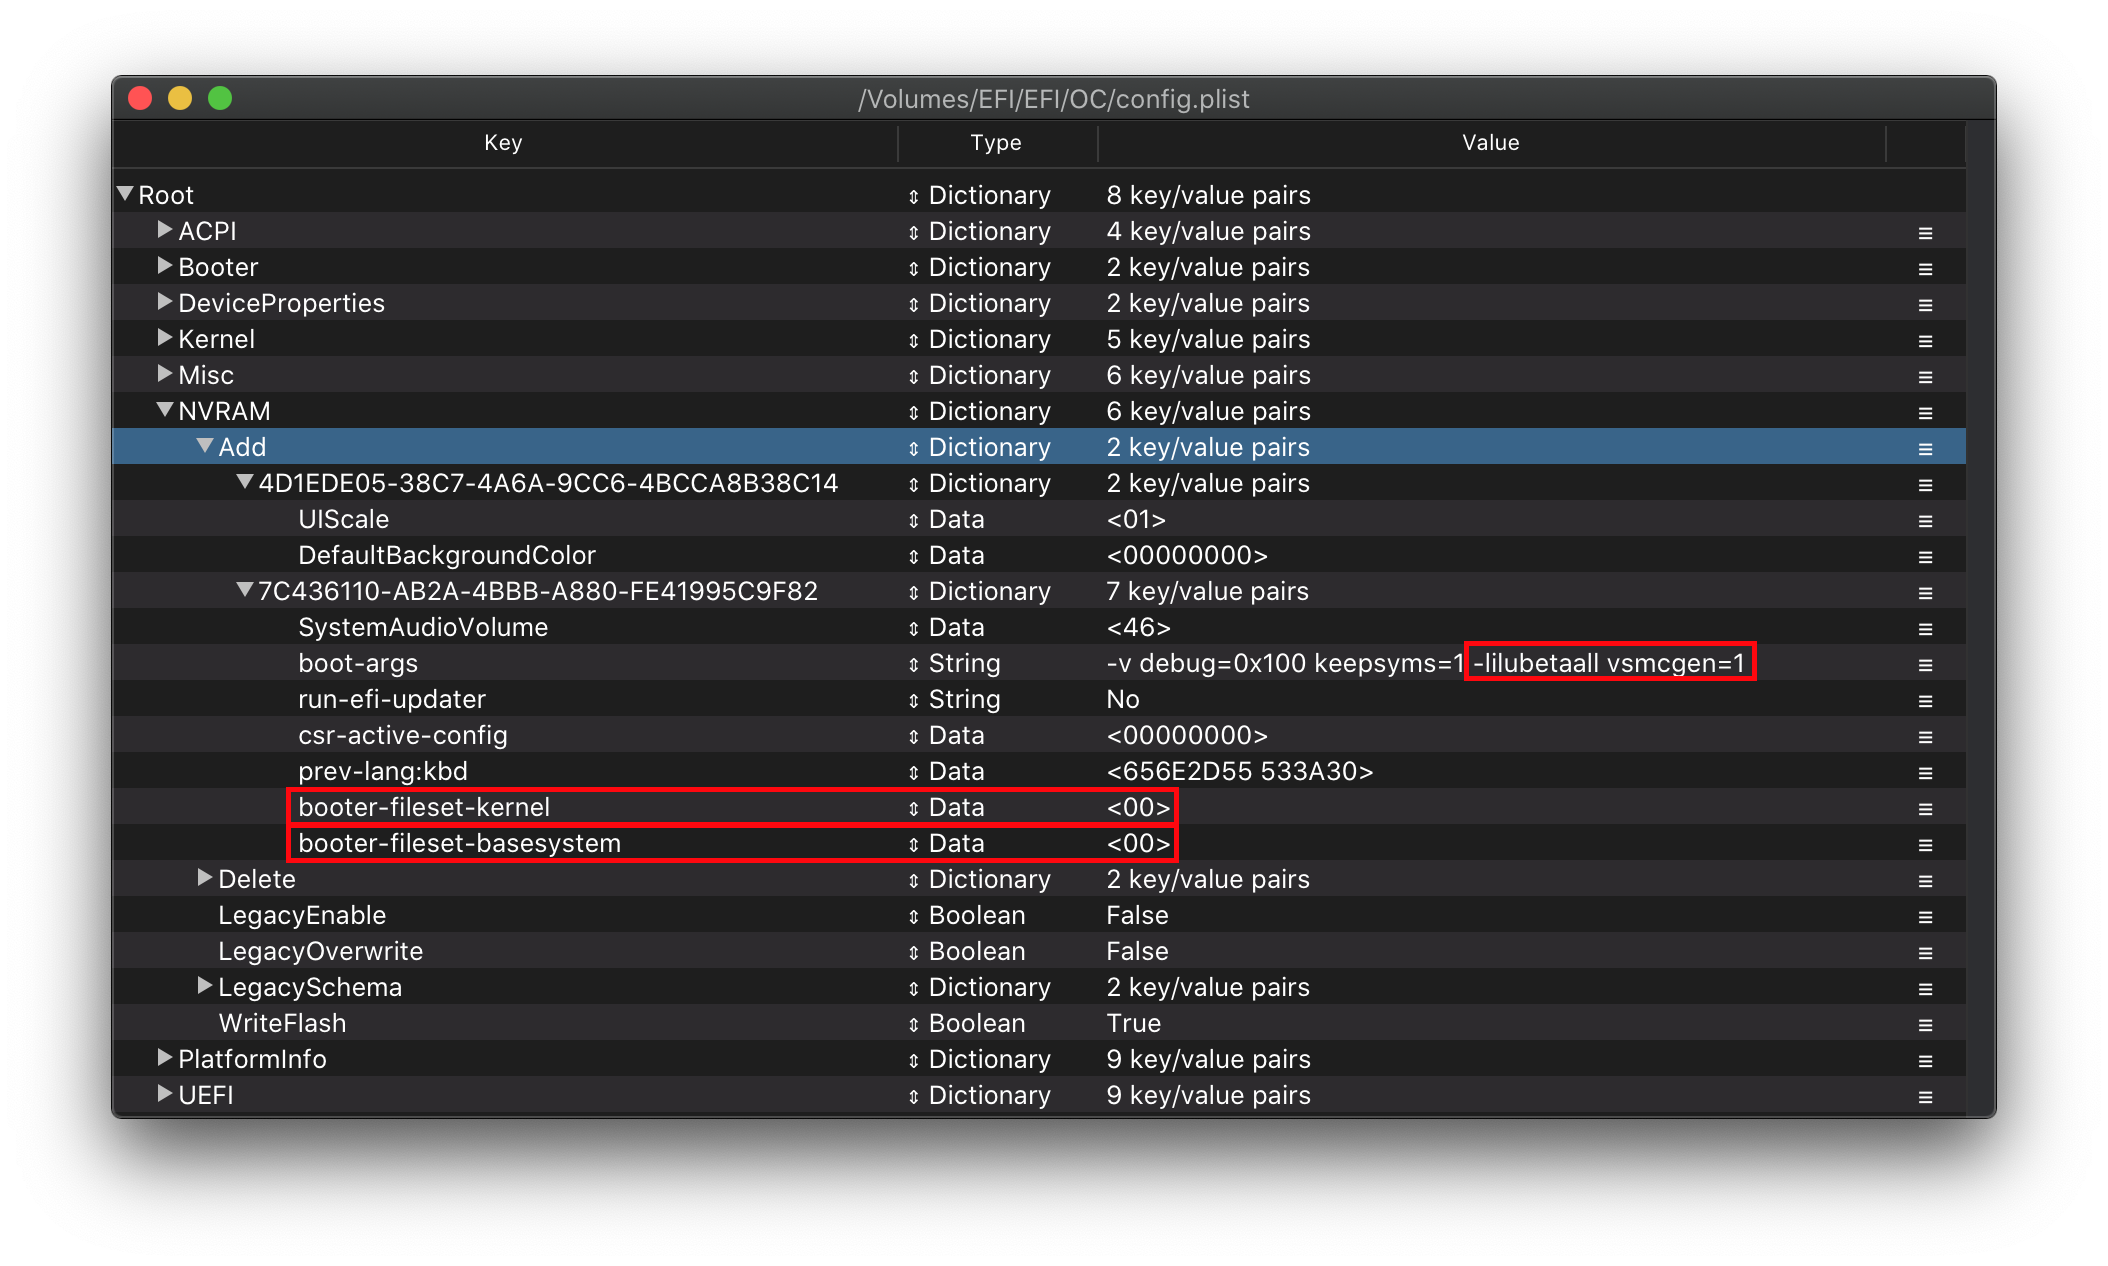 /Volumes/EFI/EFI/OC/config.plist
Key Type Value
Root Dictionary 8 key/value pairs
ACPI Dictionary 4 key/value pairs
Booter Dictionary 2 key/value pairs
DeviceProperties Dictionary 2 key/value pairs
Kernel Dictionary 5 key/value pairs
Misc Dictionary 6 key/value pairs
NVRAM Dictionary 6 key/value pairs
Add Dictionary 2 key/value pairs
4D1EDE05-38C7-4A6A-9CC6-4BCCA8B38C14 Dictionary 2 key/value pairs
UIScale Data <01>
DefaultBackgroundColor Data <00000000>
7C436110-AB2A-4BBB-A880-FE41995C9F82 Dictionary 7 key/value pairs
SystemAudioVolume Data <46>
boot-args String -v debug=0x100 keepsyms=1 -lilubetaall vsmcgen=1
run-efi-updater String No
csr-active-config Data <00000000>
prev-lang:kbd Data <656E2D55 533A30>
booter-fileset-kernel Data <00>
booter-fileset-basesystem Data <00>
Delete Dictionary 2 key/value pairs
LegacyEnable Boolean False
LegacyOverwrite Boolean False
LegacySchema Dictionary 2 key/value pairs
WriteFlash Boolean True
PlatformInfo Dictionary 9 key/value pairs
UEFI Dictionary 9 key/value pairs